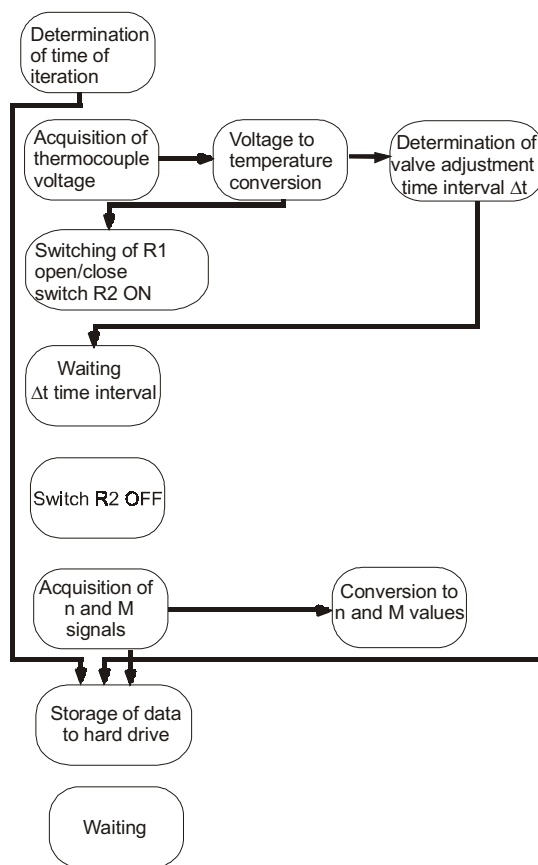 Determination
of time of
iteration
Acquisition of
thermocouple
voltage
Voltage to
temperature
conversion
Determination of
valve adjustment
time interval Δt
Switching of R1
open/close
switch R2 ON
Waiting
Δt time interval
Switch R2 OFF
Acquisition of
n and M
signals
Conversion to
n and M values
Storage of data
to hard drive
Waiting